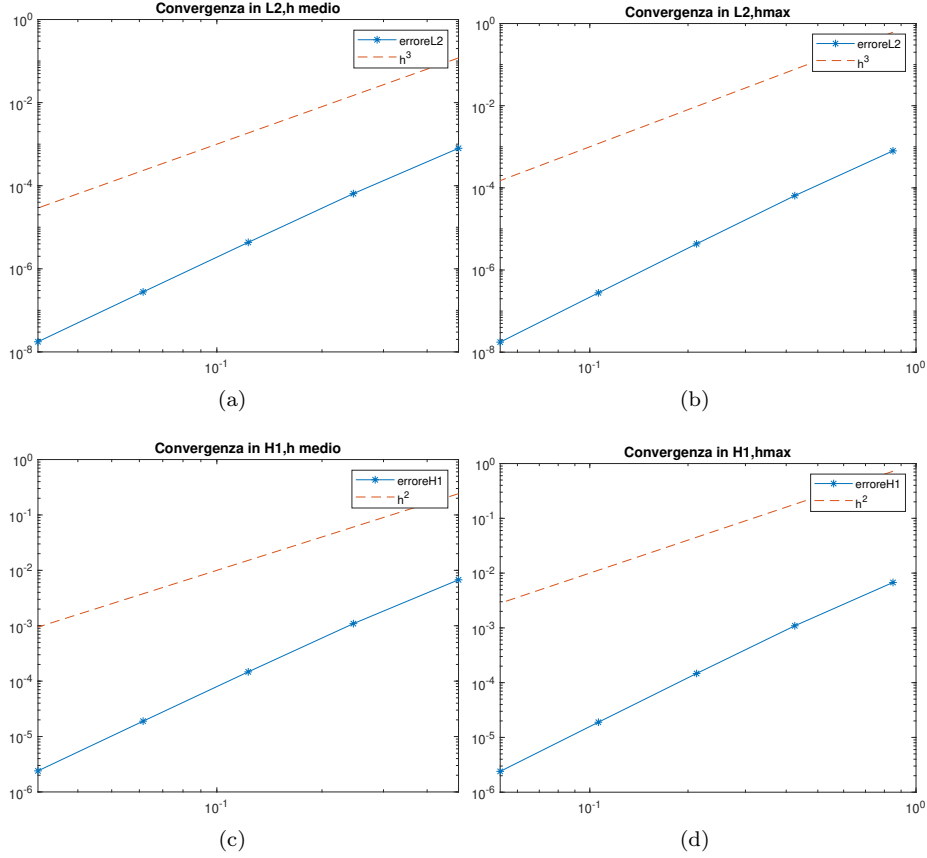 Convergenza in L2,h medio
10^0
10^-2
10^-4
10^-6
10^-8
10^-1
erroreL2
h^3
(a)
Convergenza in L2,hmax
10^0
10^-2
10^-4
10^-6
10^-8
10^-1
10^0
erroreL2
h^3
(b)
Convergenza in H1,h medio
10^0
10^-1
10^-2
10^-3
10^-4
10^-5
10^-6
10^-1
erroreH1
h^2
(c)
Convergenza in H1,hmax
10^0
10^-1
10^-2
10^-3
10^-4
10^-5
10^-6
10^-1
10^0
erroreH1
h^2
(d)